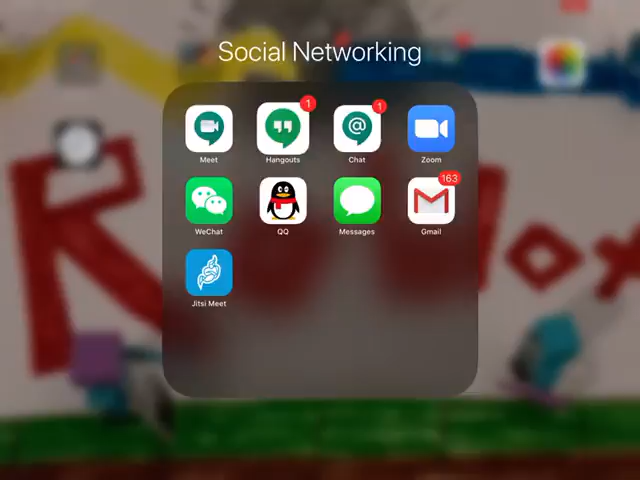 Social Networking
1
1
@
Meet
Hangouts
Chat
Zoom
163
WeChat
QQ
Messages
Gmail
Jitsi Meet